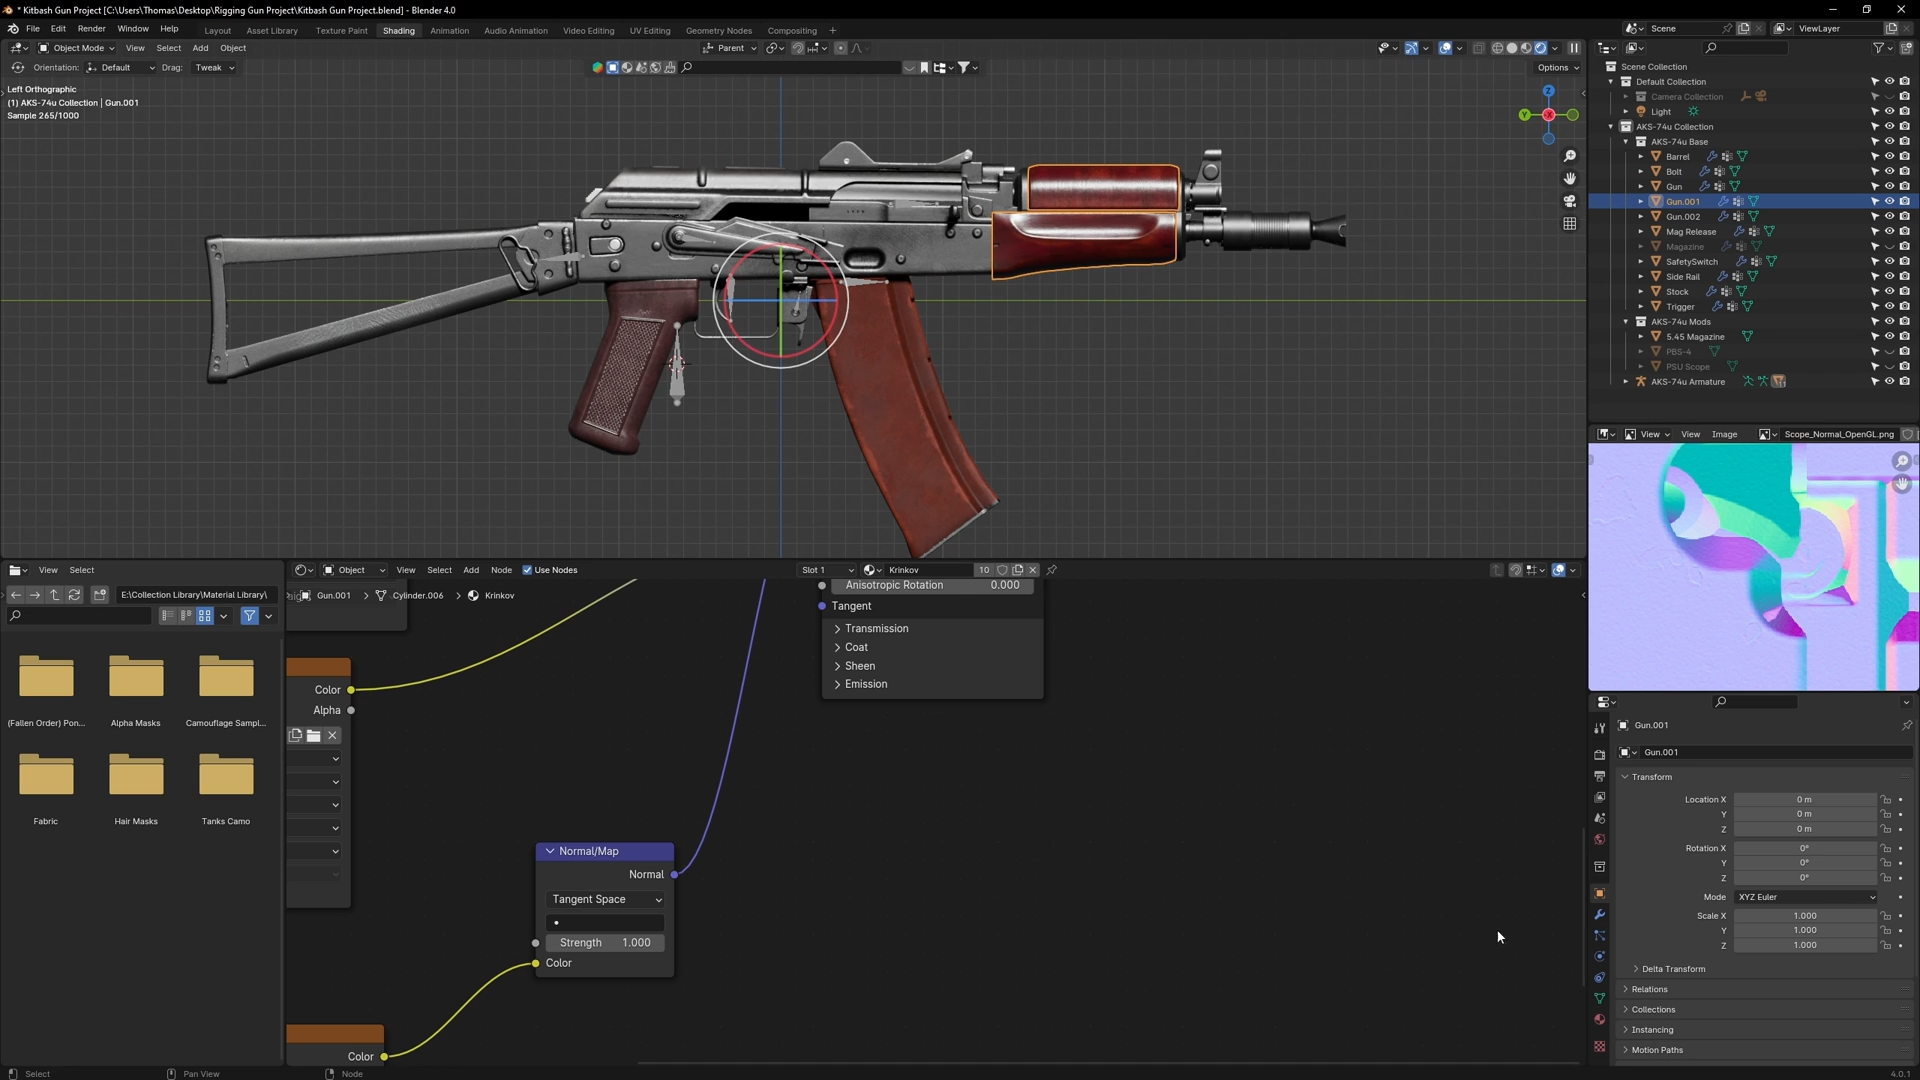 * Kitbash Gun Project [C:\Users\Thomas\Desktop\Rigging Gun Project\Kitbash Gun Project.blend] - Blender 4.0
File Edit Render Window Help Layout Asset Library Texture Paint Shading Animation Audio Animation Video Editing UV Editing Geometry Nodes Compositing + Scene ViewLayer
Object Mode View Select Add Object Parent
Orientation: Default Drag: Tweak Options
Left Orthographic
(1) AKS-74u Collection | Gun.001
Sample 265/1000
Z
Y
X
Scene Collection
Default Collection
Camera Collection
Light
AKS-74u Collection
AKS-74u Base
Barrel
Bolt
Gun
Gun.001
Gun.002
Mag Release
Magazine
SafetySwitch
Side Rail
Stock
Trigger
AKS-74u Mods
5.45 Magazine
PBS-4
PSU Scope
AKS-74u Armature
View View Image Scope_Normal_OpenGL.png
View Select
E:\Collection Library\Material Library\
(Fallen Order) Pon... Alpha Masks Camouflage Sampl...
Fabric Hair Masks Tanks Camo
Object View Select Add Node Use Nodes Slot 1 Krinkov 10
Gun.001 > Cylinder.006 > Krinkov
Anisotropic Rotation 0.000
Tangent
Transmission
Coat
Sheen
Emission
Color
Alpha
Normal/Map
Normal
Tangent Space
Strength 1.000
Color
Color
Gun.001
Gun.001
Transform
Location X 0 m
Y 0 m
Z 0 m
Rotation X 0°
Y 0°
Z 0°
Mode XYZ Euler
Scale X 1.000
Y 1.000
Z 1.000
Delta Transform
Relations
Collections
Instancing
Motion Paths
Select Pan View Node 4.0.1